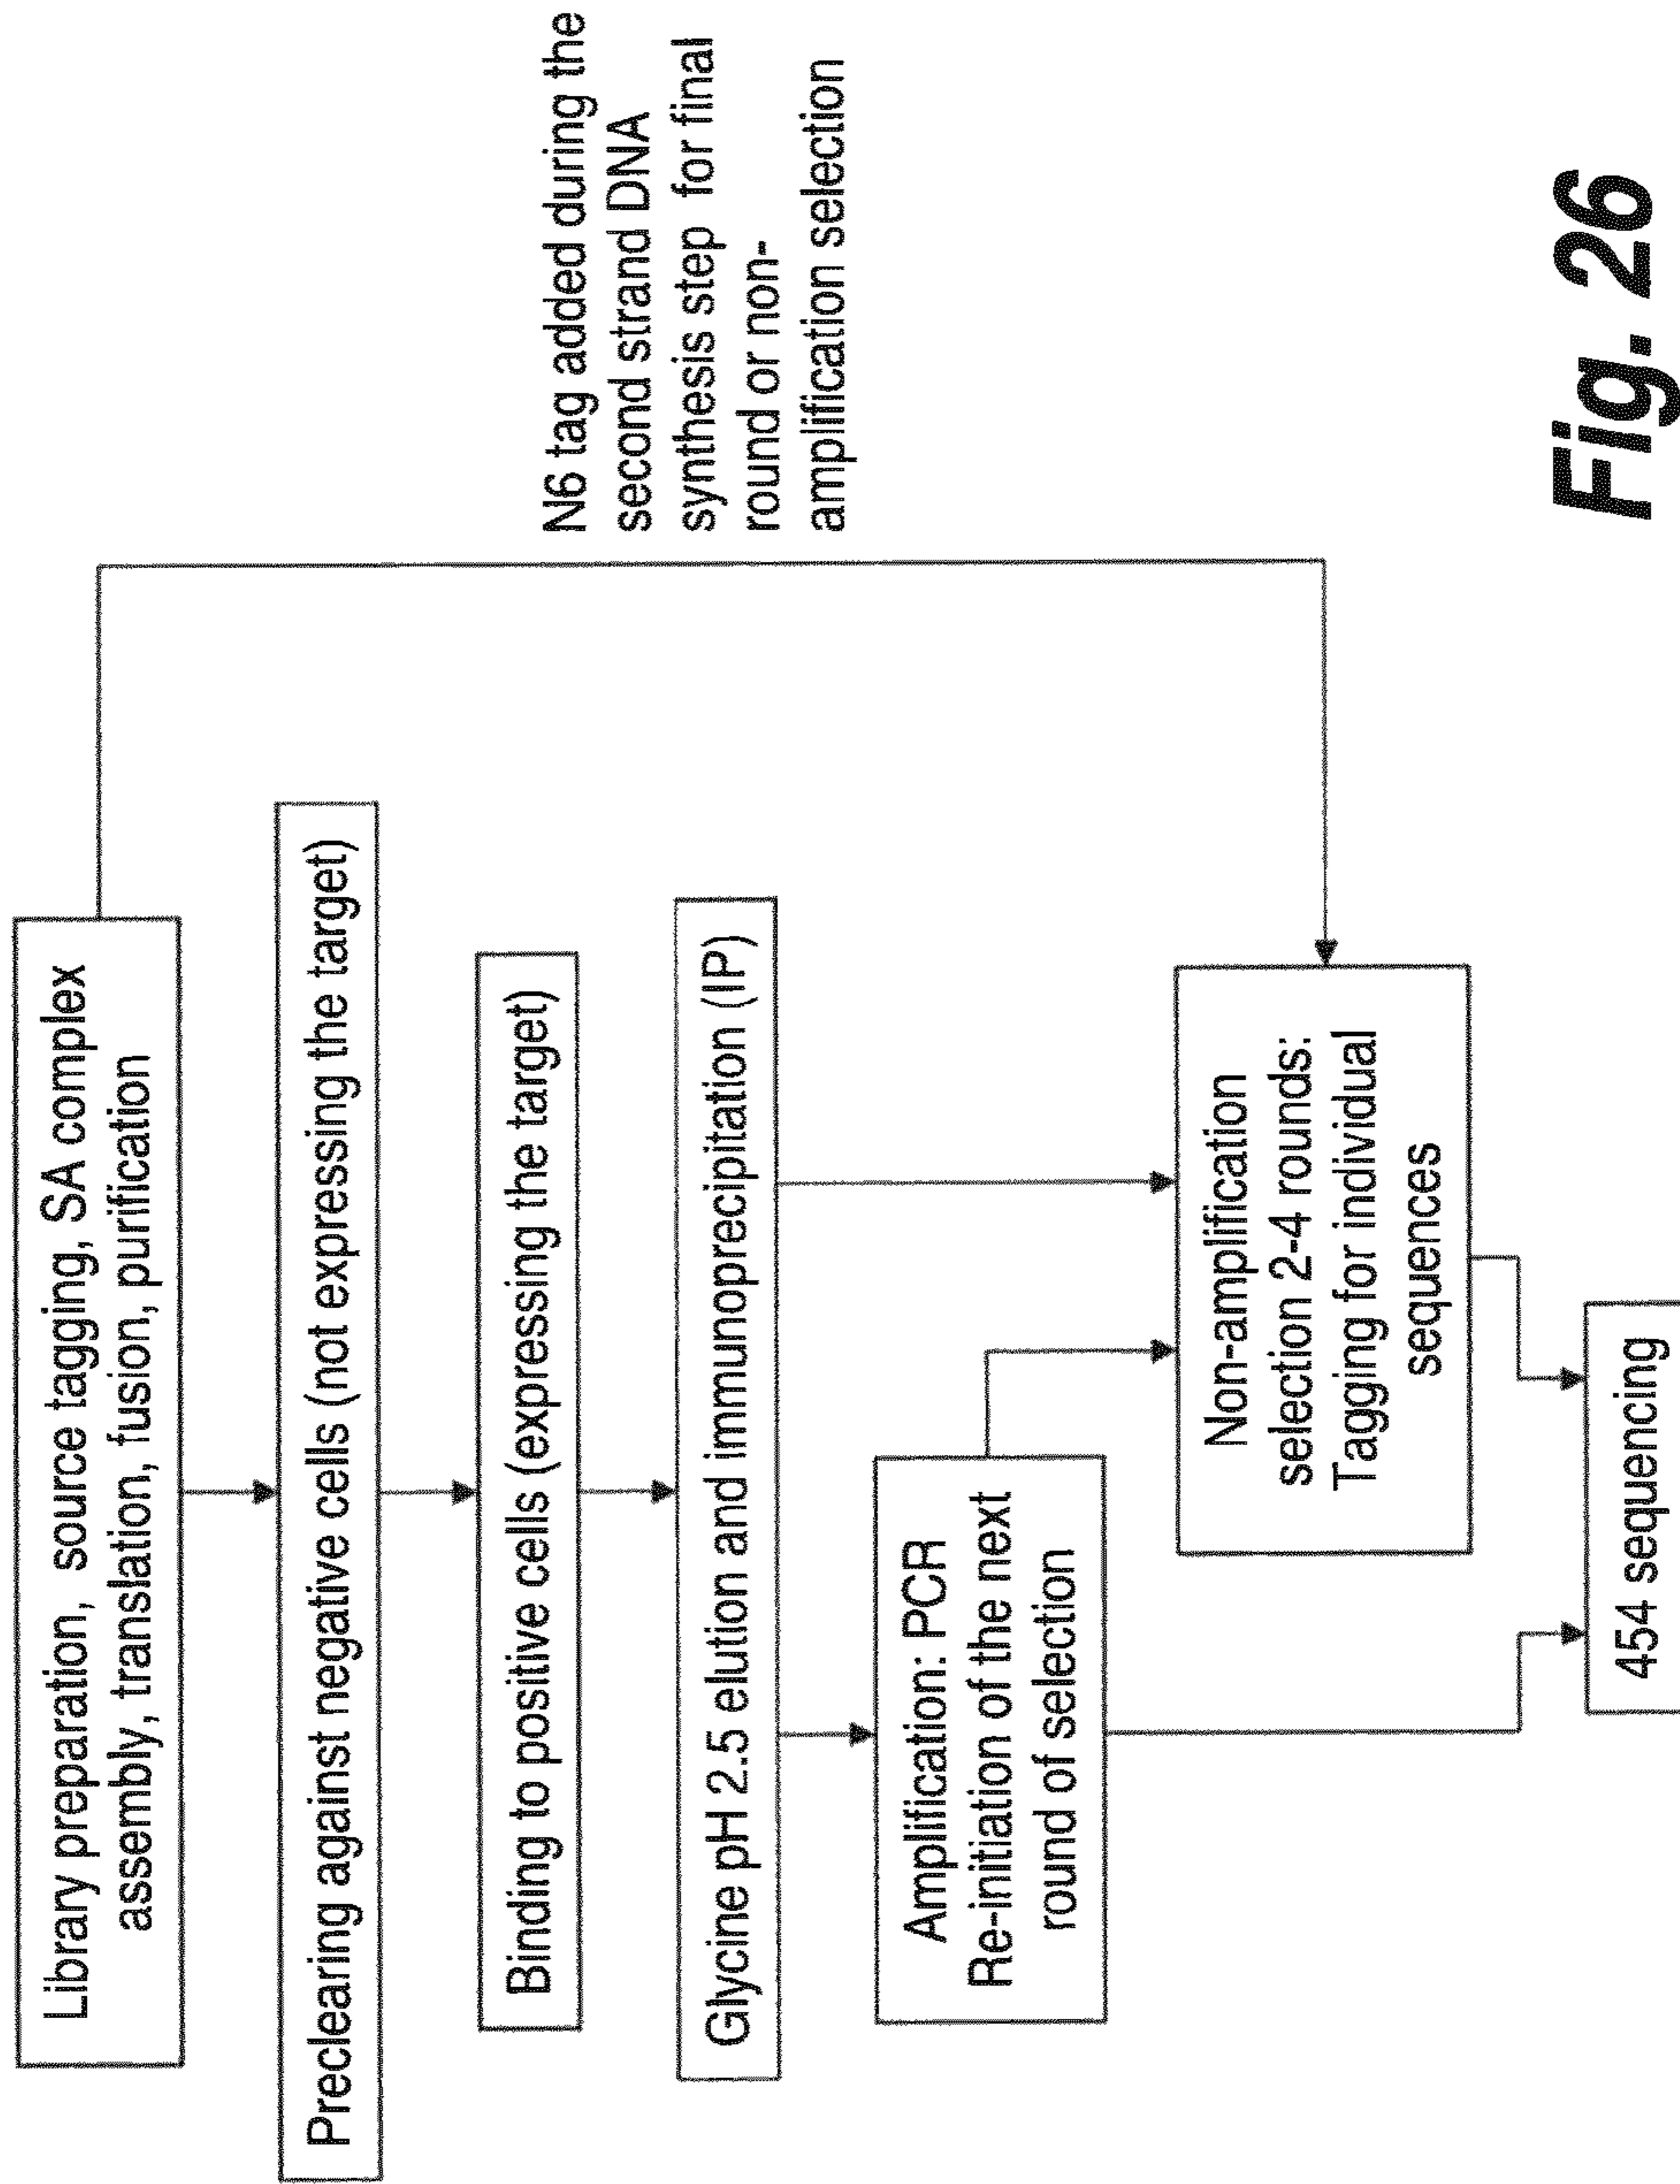 Library preparation, source tagging, SA complex
assembly, translation, fusion, purification
N6 tag added during the
second strand DNA
synthesis step for final
round or non-
amplification selection
Preclearing against negative cells (not expressing the target)
Binding to positive cells (expressing the target)
Glycine pH 2.5 elution and immunoprecipitation (IP)
Amplification: PCR
Re-initiation of the next
round of selection
Non-amplification
selection 2-4 rounds:
Tagging for individual
sequences
454 sequencing
Fig. 26